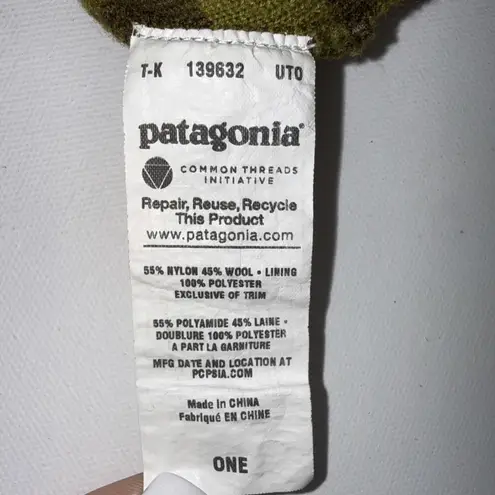 T-K 139632 UTO
patagonia®
COMMON THREADS
INITIATIVE
Repair, Reuse, Recycle
This Product
www.patagonia.com
55% NYLON 45% WOOL • LINING
100% POLYESTER
EXCLUSIVE OF TRIM
55% POLYAMIDE 45% LAINE •
DOUBLURE 100% POLYESTER
A PART LA GARNITURE
MFG DATE AND LOCATION AT
PCPSIA.COM
Made in CHINA
Fabriqué EN CHINE
ONE